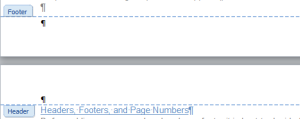 Footer ¶
¶
¶
Header Headers, Footers, and Page Numbers¶